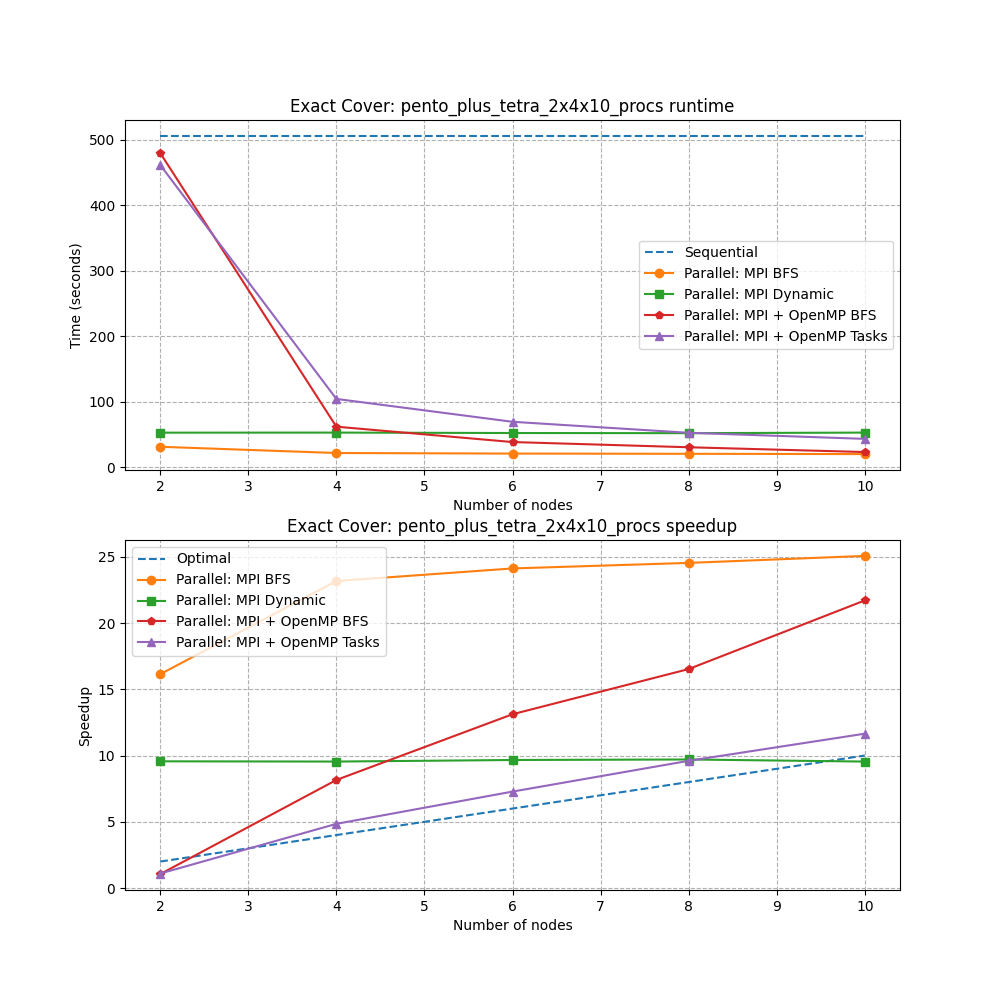 Exact Cover: pento_plus_tetra_2x4x10_procs runtime
500
400
300
200
100
0
Time (seconds)
Sequential
Parallel: MPI BFS
Parallel: MPI Dynamic
Parallel: MPI + OpenMP BFS
Parallel: MPI + OpenMP Tasks
2 3 4 5 6 7 8 9 10
Number of nodes
Exact Cover: pento_plus_tetra_2x4x10_procs speedup
25
20
15
10
5
0
Speedup
Optimal
Parallel: MPI BFS
Parallel: MPI Dynamic
Parallel: MPI + OpenMP BFS
Parallel: MPI + OpenMP Tasks
2 3 4 5 6 7 8 9 10
Number of nodes